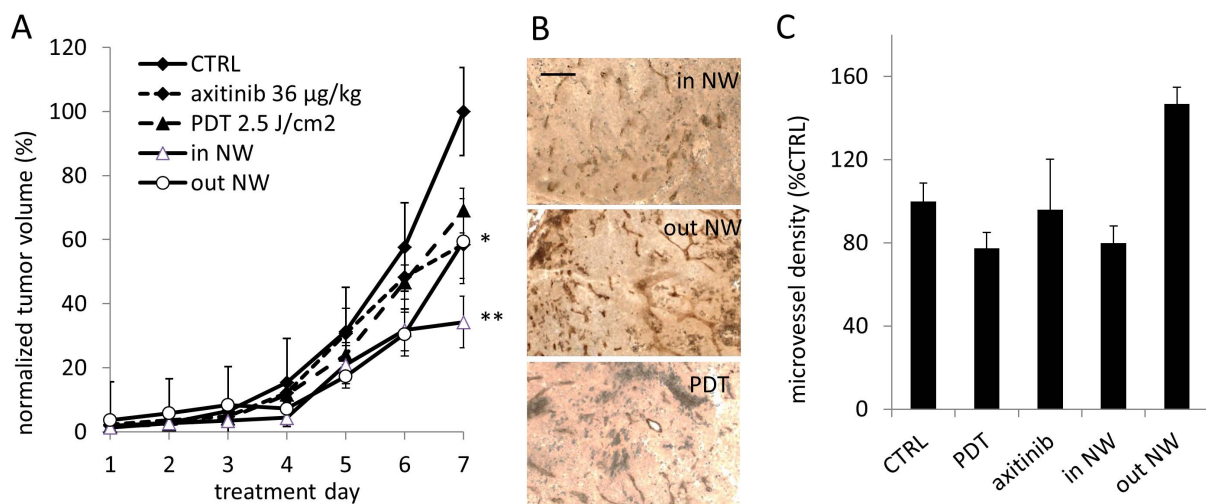 A
normalized tumor volume (%)
120
100
80
60
40
20
0
CTRL
axitinib 36 µg/kg
PDT 2.5 J/cm2
in NW
out NW
*
**
1 2 3 4 5 6 7
treatment day
B
in NW
out NW
PDT
C
microvessel density (%CTRL)
160
120
80
40
0
CTRL
PDT
axitinib
in NW
out NW